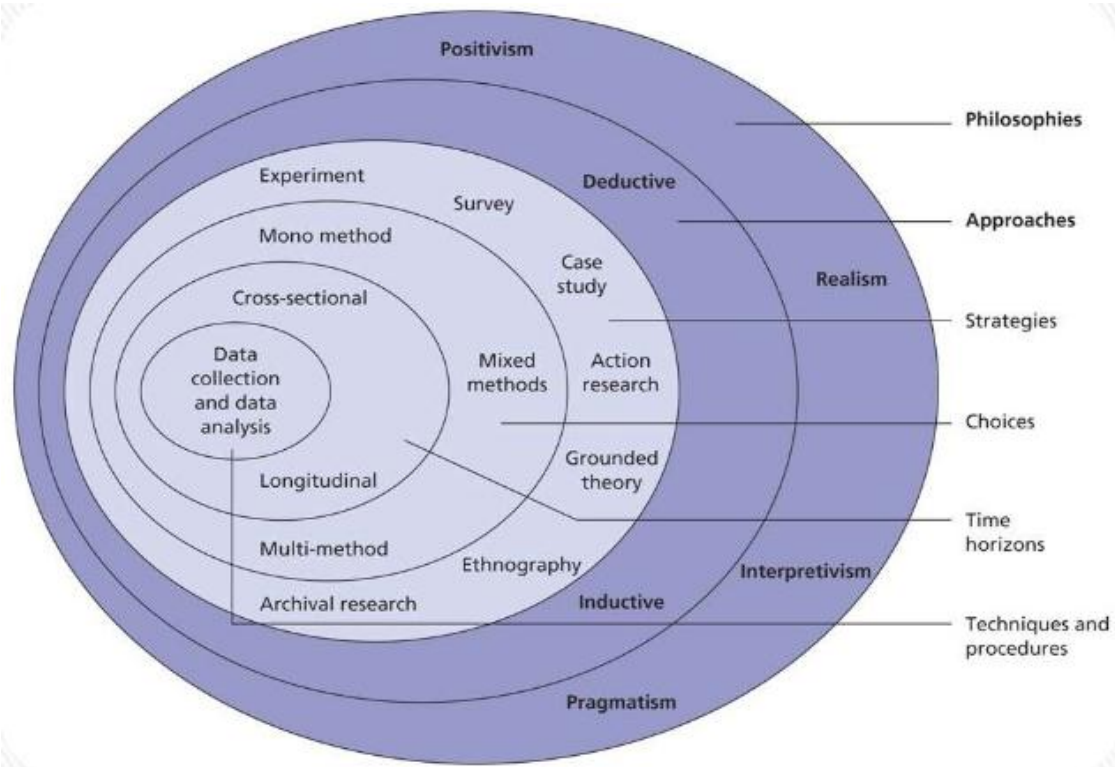 Positivism
Philosophies
Experiment
Deductive
Survey
Approaches
Mono method
Case
study
Realism
Cross-sectional
Strategies
Data
collection
and data
analysis
Mixed
methods
Action
research
Choices
Grounded
theory
Longitudinal
Time
horizons
Multi-method
Ethnography
Interpretivism
Archival research
Inductive
Techniques and
procedures
Pragmatism